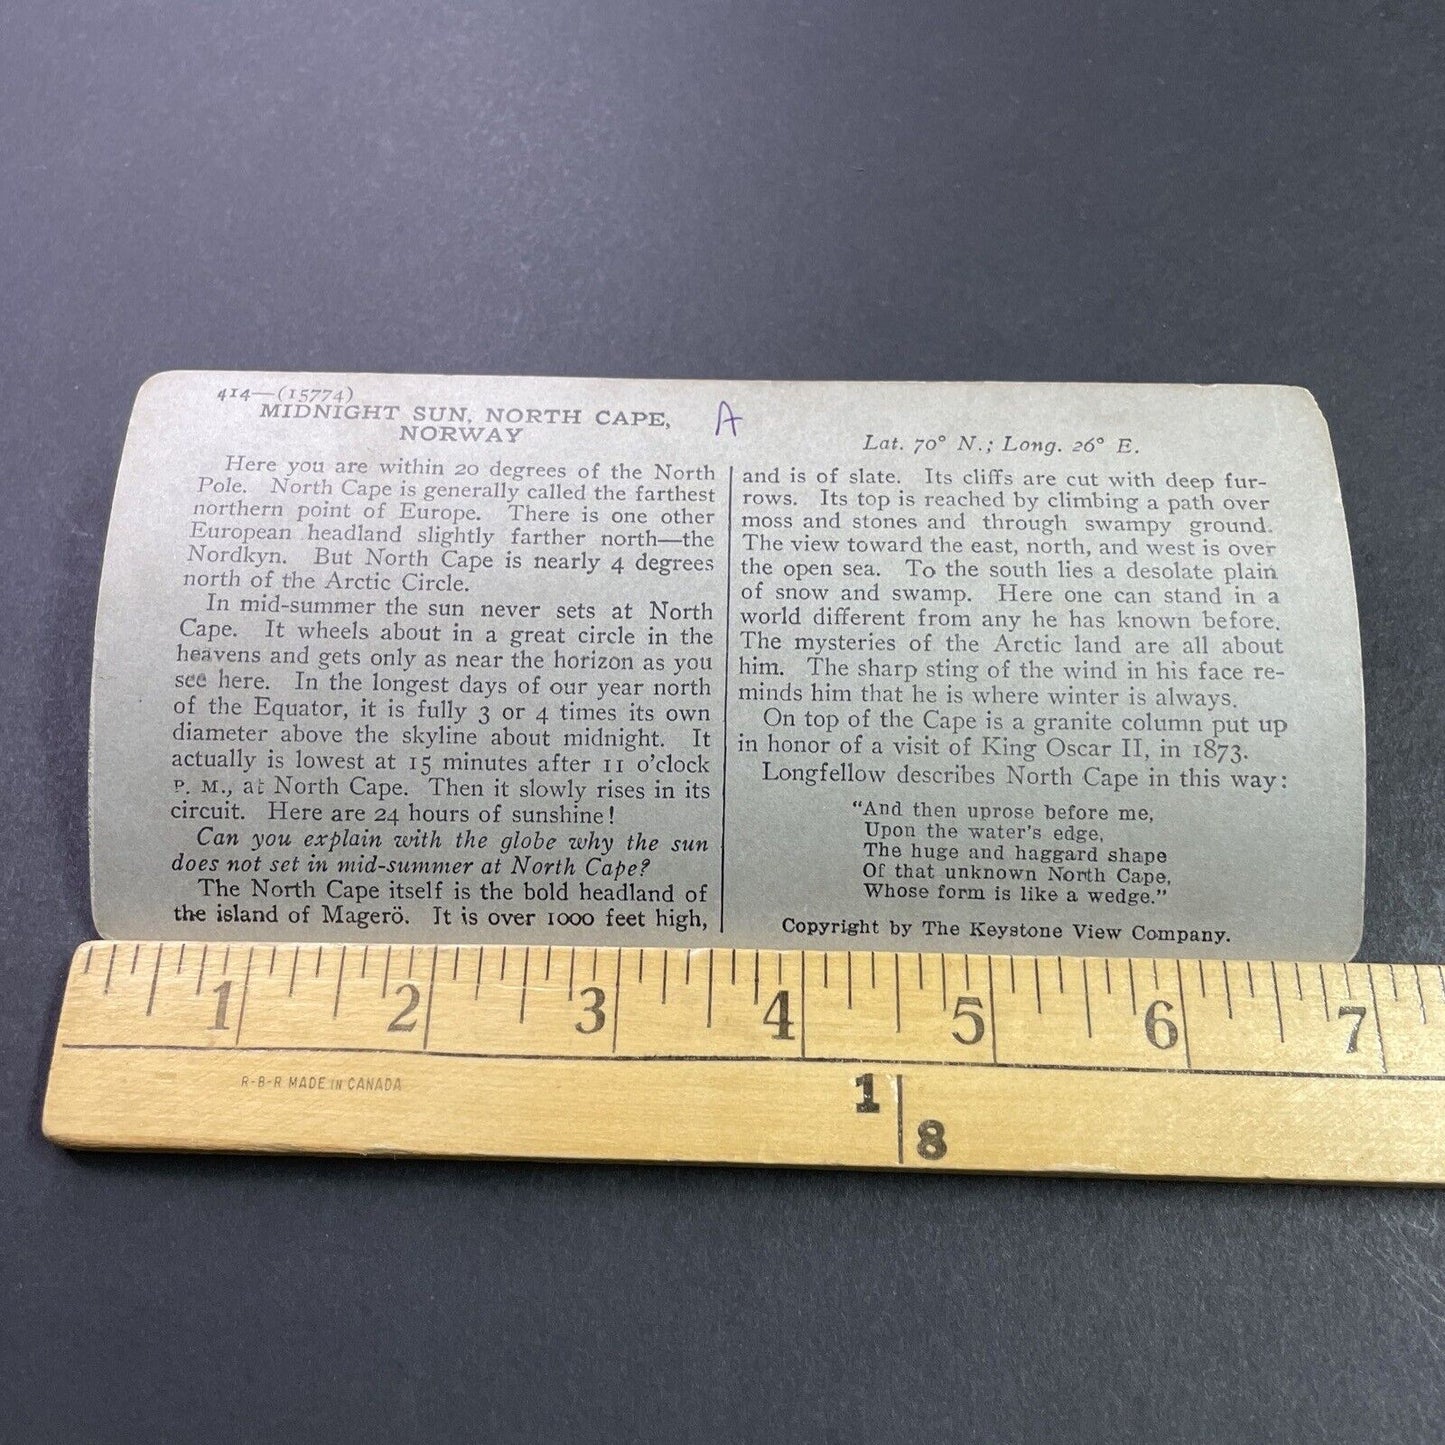 414—(15774)
MIDNIGHT SUN, NORTH CAPE,
NORWAY
A
Lat. 70° N.; Long. 26° E.
Here you are within 20 degrees of the North
Pole. North Cape is generally called the farthest
northern point of Europe. There is one other
European headland slightly farther north—the
Nordkyn. But North Cape is nearly 4 degrees
north of the Arctic Circle.
In mid-summer the sun never sets at North
Cape. It wheels about in a great circle in the
heavens and gets only as near the horizon as you
see here. In the longest days of our year north
of the Equator, it is fully 3 or 4 times its own
diameter above the skyline about midnight. It
actually is lowest at 15 minutes after 11 o'clock
P. M., at North Cape. Then it slowly rises in its
circuit. Here are 24 hours of sunshine!
Can you explain with the globe why the sun
does not set in mid-summer at North Cape?
The North Cape itself is the bold headland of
the island of Magerö. It is over 1000 feet high,
and is of slate. Its cliffs are cut with deep fur-
rows. Its top is reached by climbing a path over
moss and stones and through swampy ground.
The view toward the east, north, and west is over
the open sea. To the south lies a desolate plain
of snow and swamp. Here one can stand in a
world different from any he has known before.
The mysteries of the Arctic land are all about
him. The sharp sting of the wind in his face re-
minds him that he is where winter is always.
On top of the Cape is a granite column put up
in honor of a visit of King Oscar II, in 1873.
Longfellow describes North Cape in this way:
"And then uprose before me,
Upon the water's edge,
The huge and haggard shape
Of that unknown North Cape,
Whose form is like a wedge."
Copyright by The Keystone View Company.
1 2 3 4 5 6 7
R-B-R MADE IN CANADA
1
8